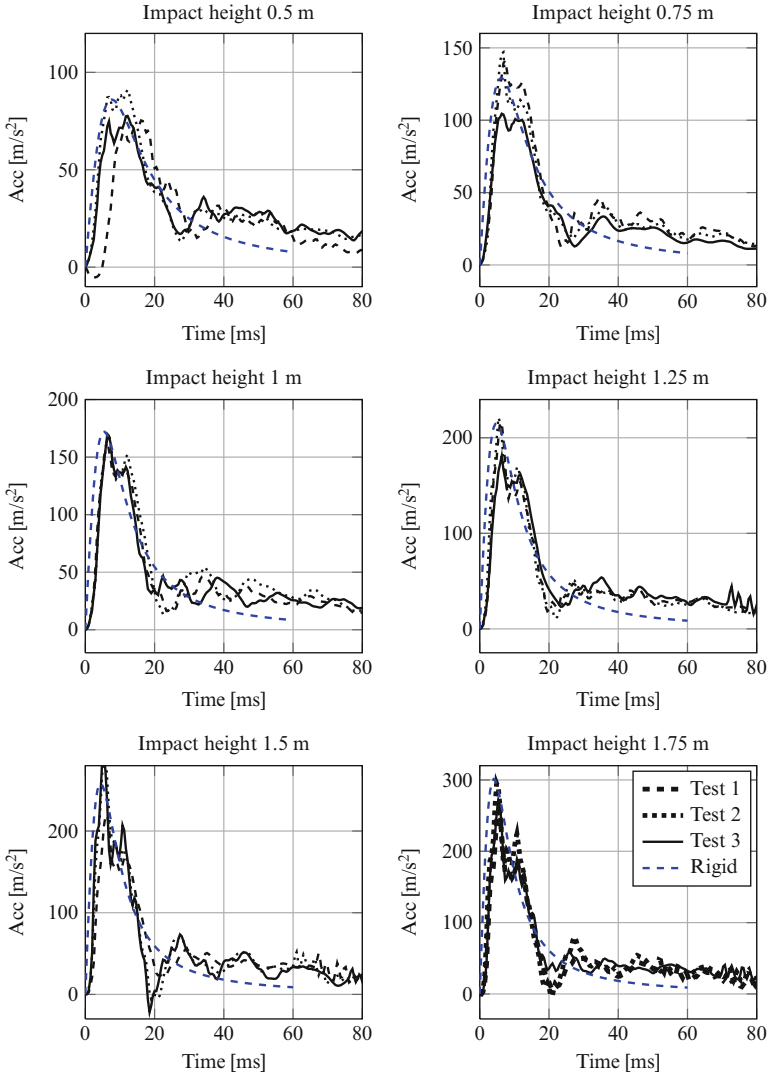 Impact height 0.5 m
Impact height 0.75 m
100
50
0
Acc [m/s²]
0 20 40 60 80
Time [ms]
150
100
50
0
Acc [m/s²]
0 20 40 60 80
Time [ms]
Impact height 1 m
Impact height 1.25 m
200
150
100
50
0
Acc [m/s²]
0 20 40 60 80
Time [ms]
200
100
0
Acc [m/s²]
0 20 40 60 80
Time [ms]
Impact height 1.5 m
Impact height 1.75 m
200
100
0
Acc [m/s²]
0 20 40 60 80
Time [ms]
300
200
100
0
Acc [m/s²]
0 20 40 60 80
Time [ms]
Test 1
Test 2
Test 3
Rigid